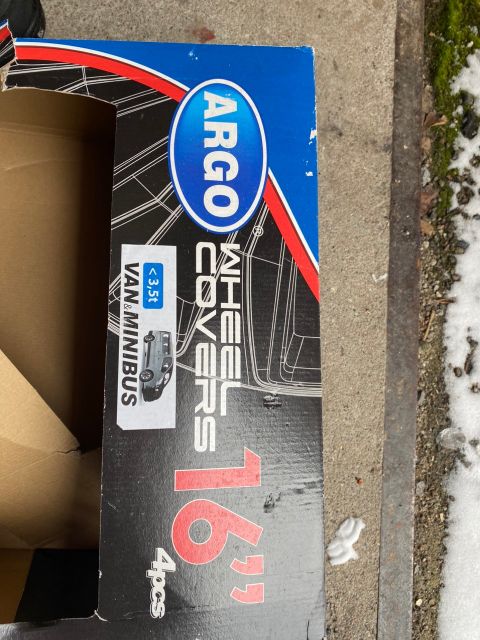 ARGO®
WHEEL
COVERS
< 3,5t
VAN & MINIBUS
16"
4pcs